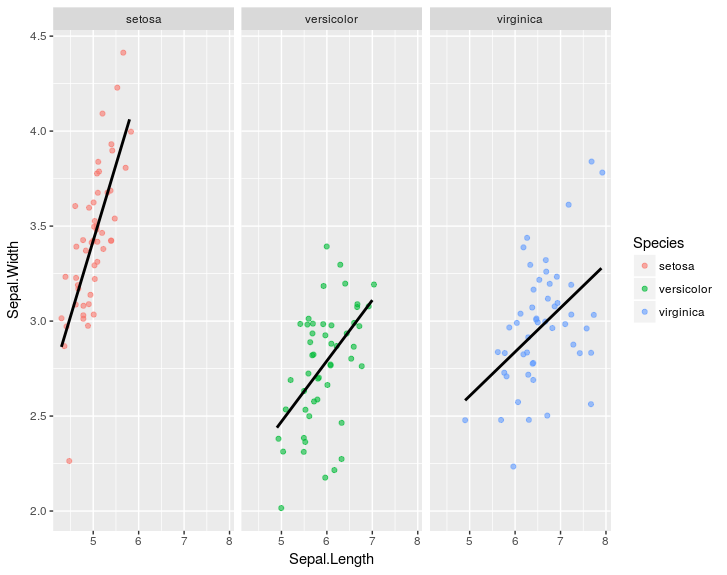 setosa versicolor virginica
4.5
4.0
3.5
3.0
2.5
2.0
Sepal.Width
5 6 7 8 5 6 7 8 5 6 7 8
Sepal.Length
Species
setosa
versicolor
virginica